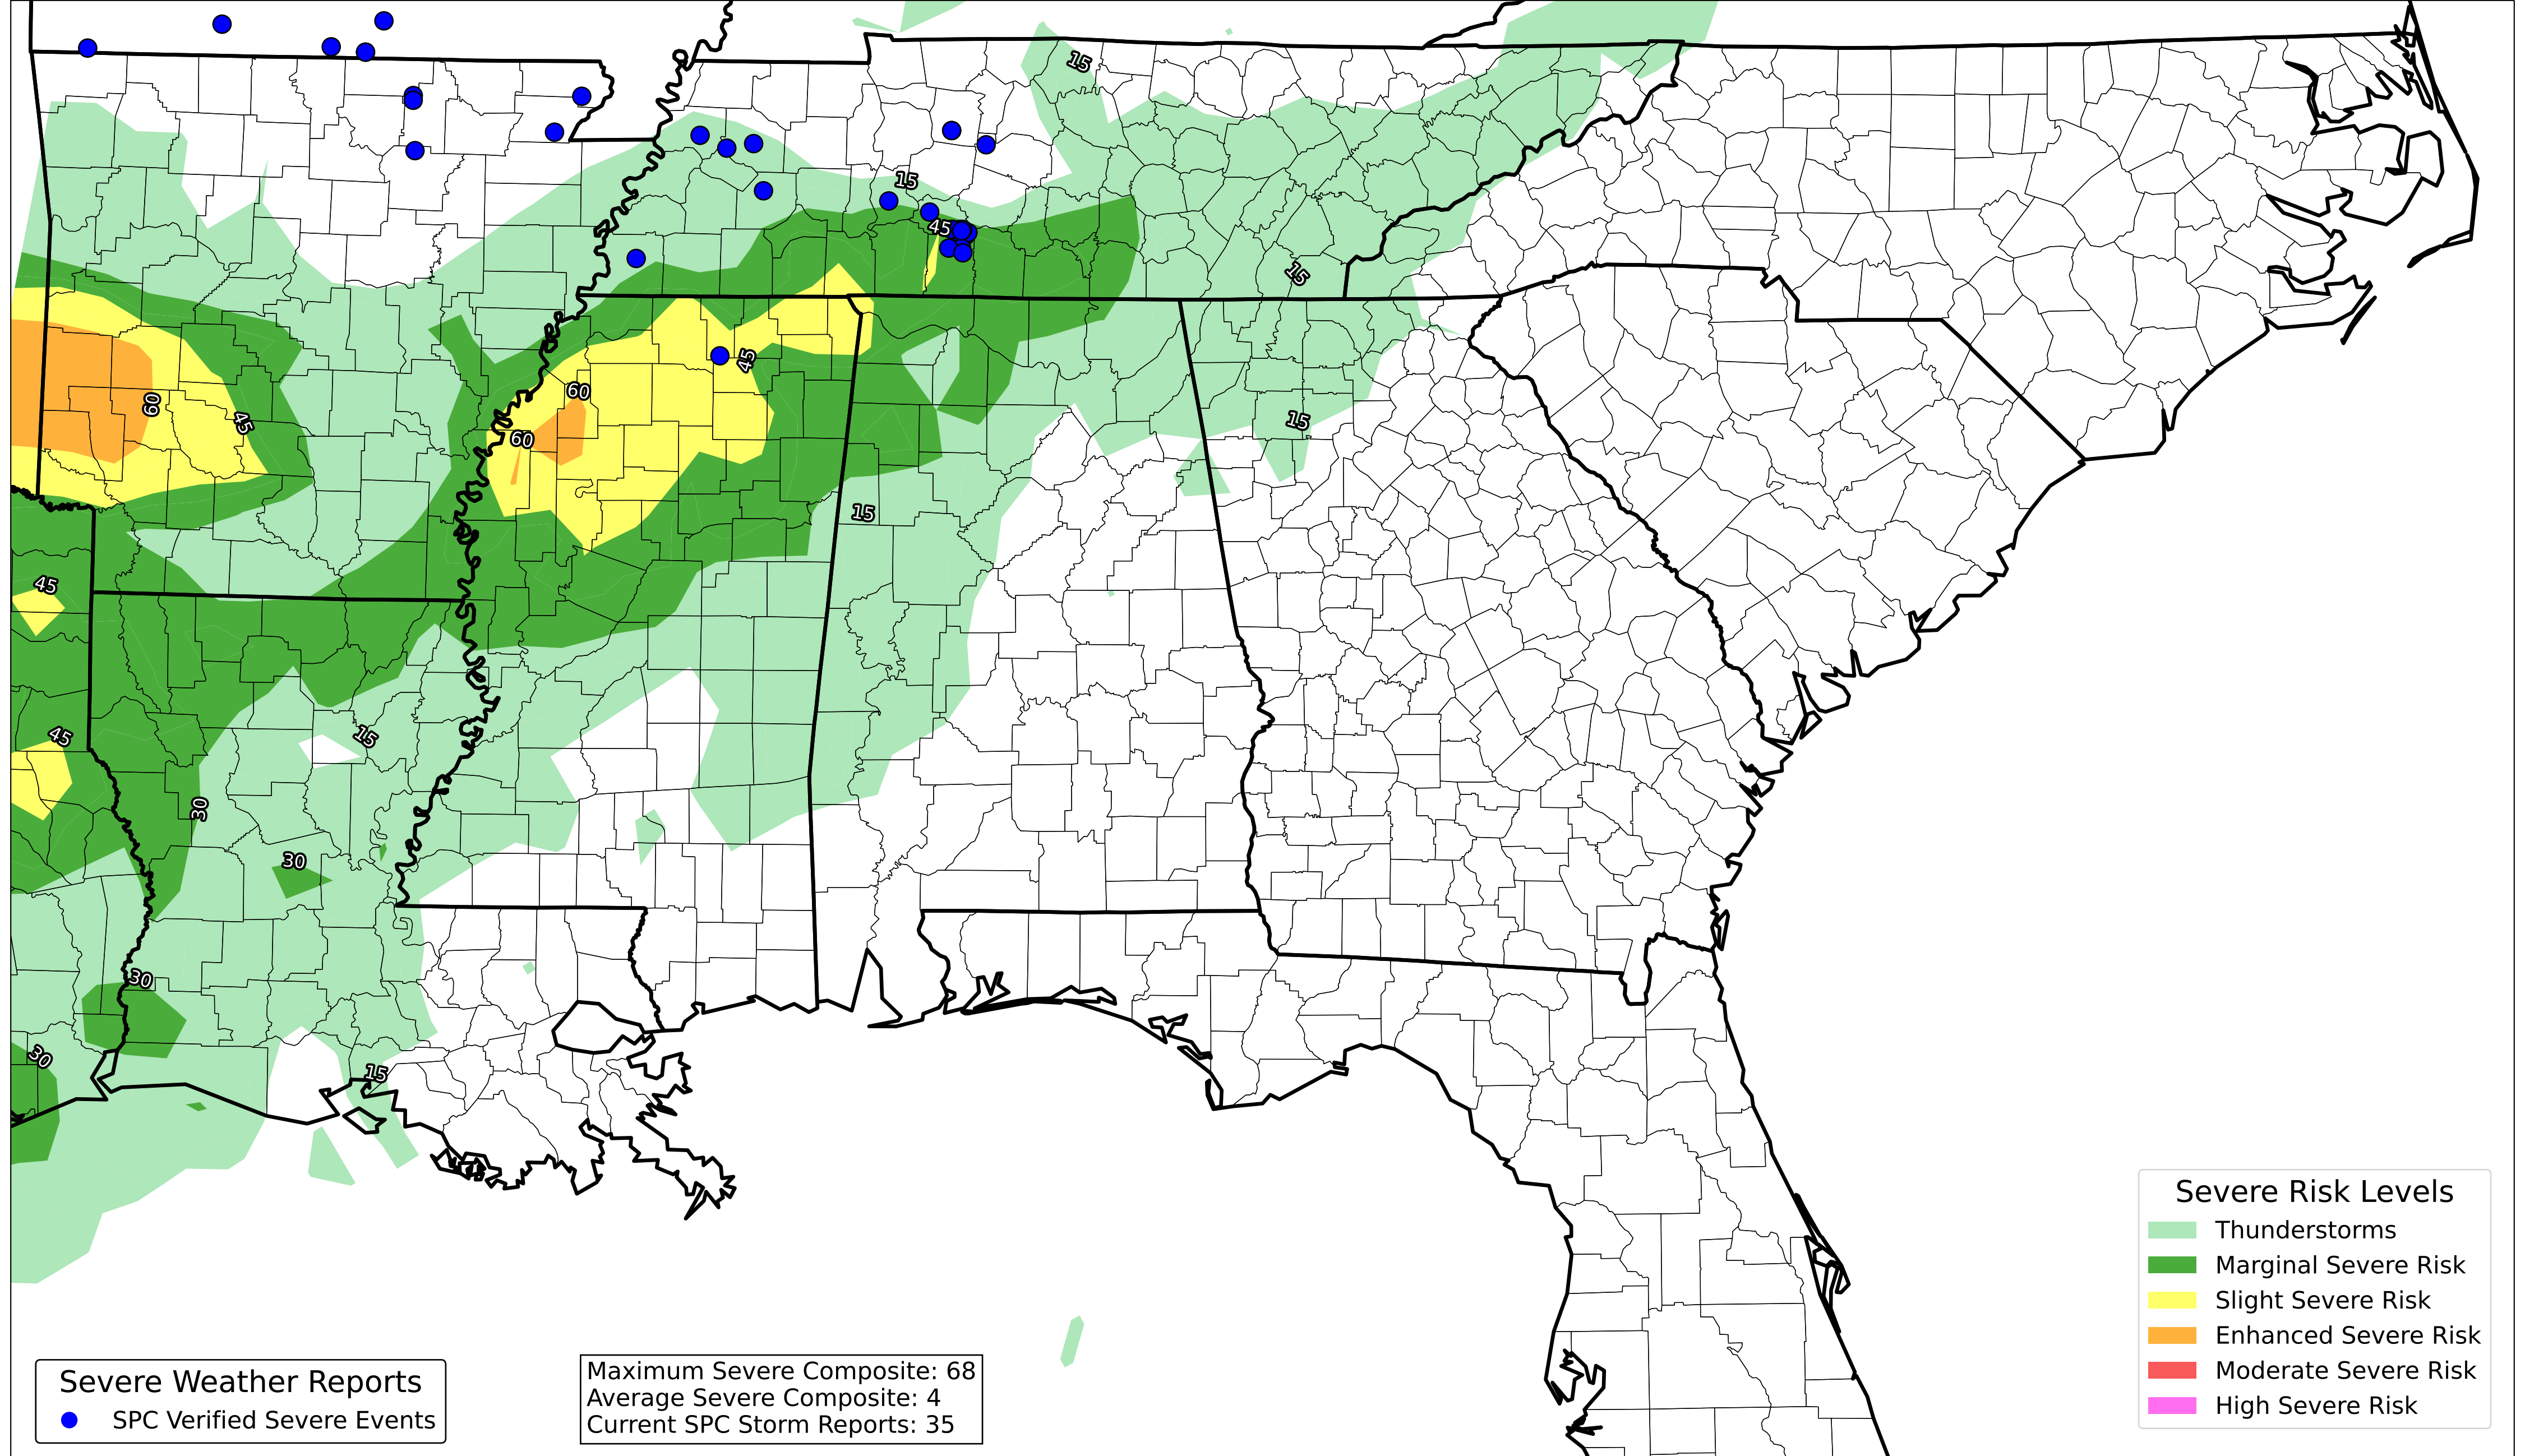 15
15
45
15
45
60
60
45
60
15
15
45
15
45
30
30
30
30
15
Severe Risk Levels
Thunderstorms
Marginal Severe Risk
Slight Severe Risk
Enhanced Severe Risk
Moderate Severe Risk
High Severe Risk
Severe Weather Reports
SPC Verified Severe Events
Maximum Severe Composite: 68
Average Severe Composite: 4
Current SPC Storm Reports: 35